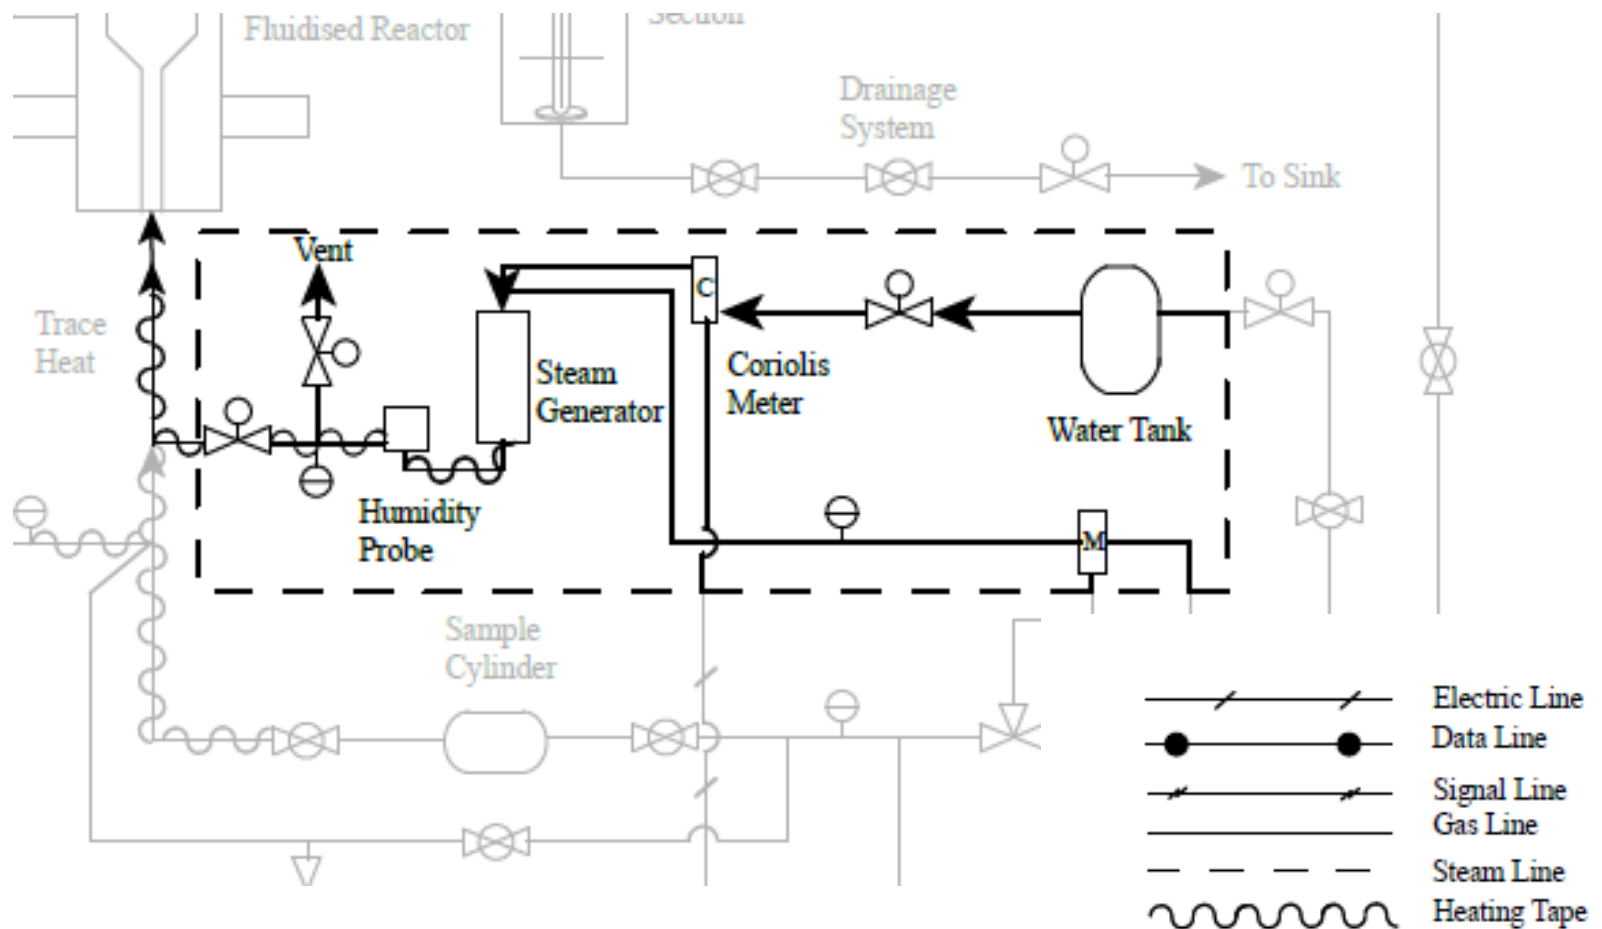 Fluidised Reactor
Section
Drainage
System
To Sink
Vent
Trace
Heat
C
Steam
Generator
Coriolis
Meter
Water Tank
Humidity
Probe
M
Sample
Cylinder
Electric Line
Data Line
Signal Line
Gas Line
Steam Line
Heating Tape